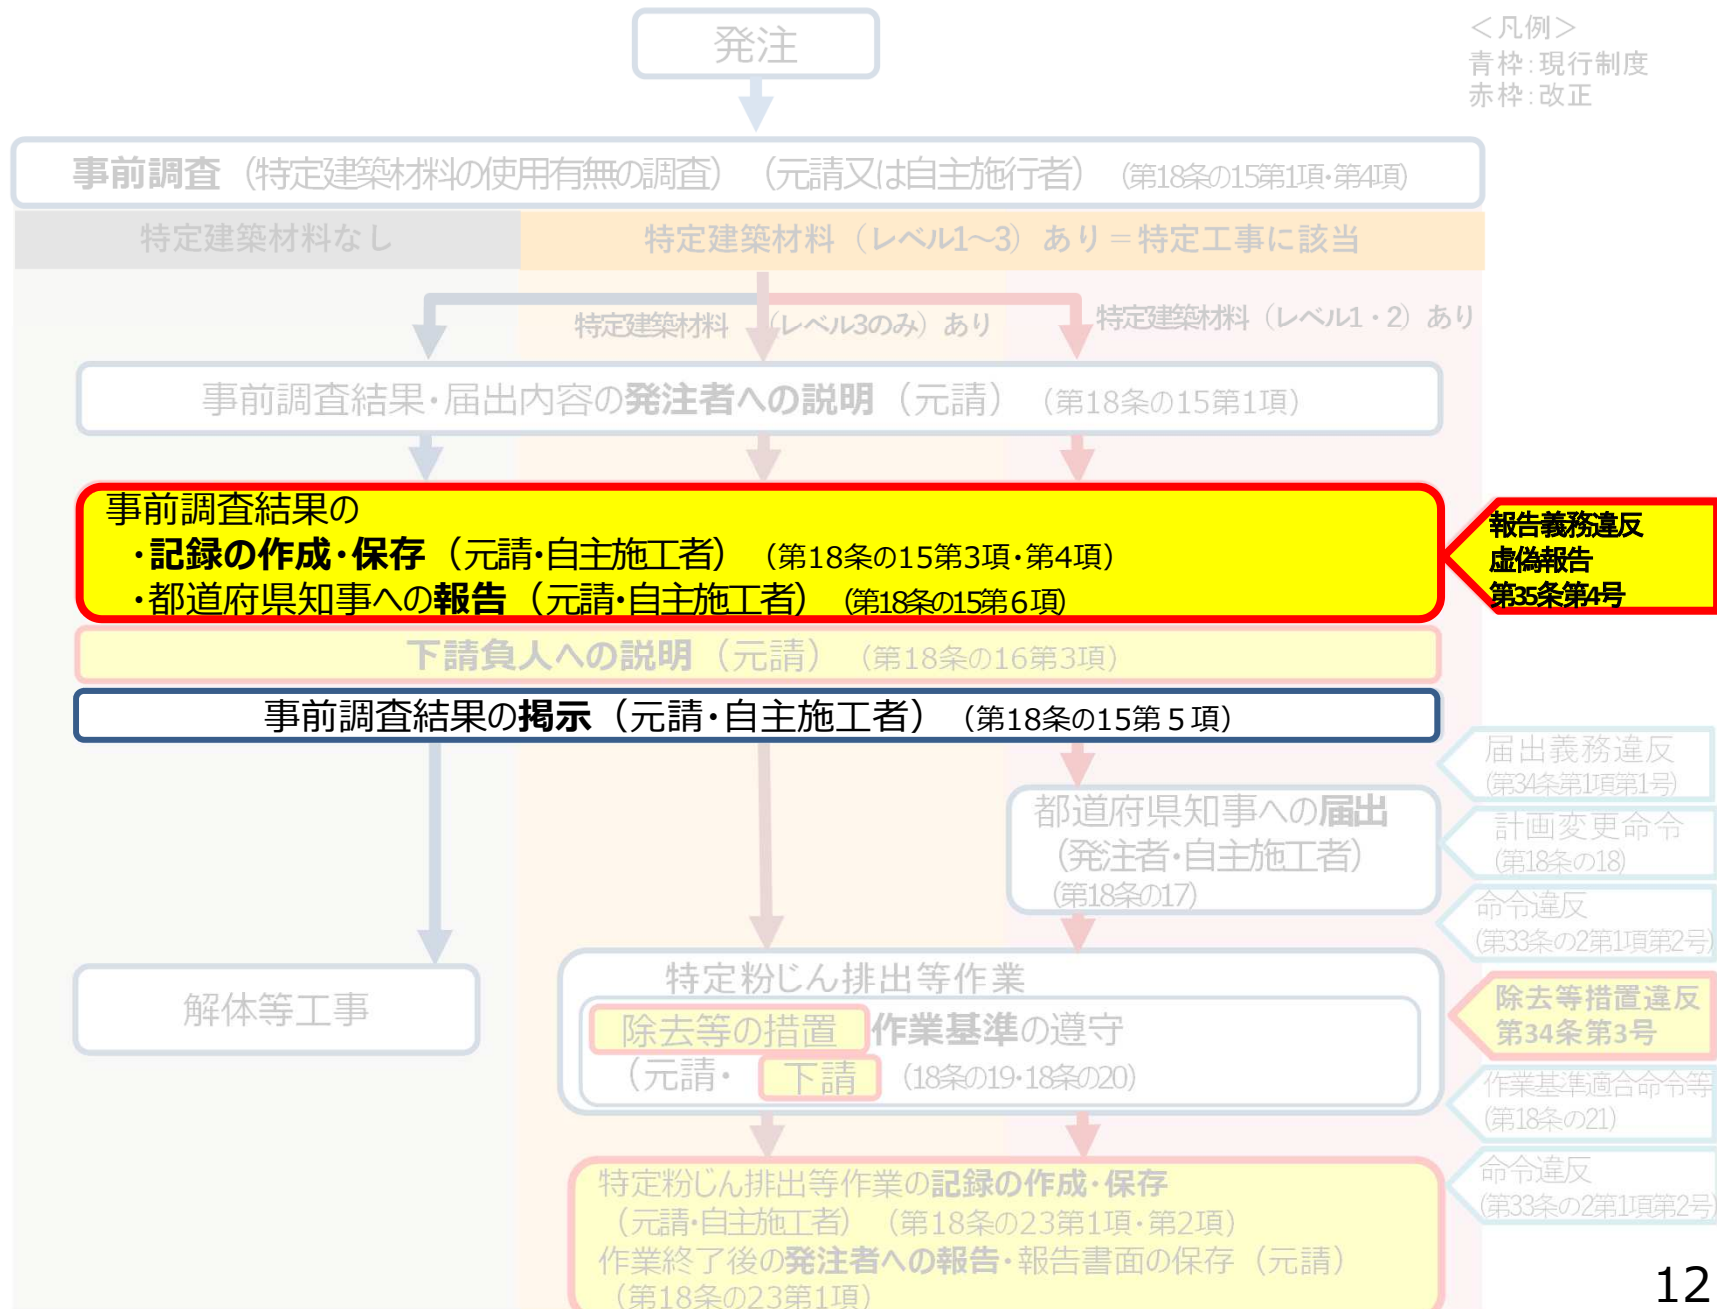 発注
＜凡例＞
青枠：現行制度
赤枠：改正
事前調査（特定建築材料の使用有無の調査）（元請又は自主施行者）（第18条の15第1項・第4項）
特定建築材料なし
特定建築材料（レベル1～3）あり＝特定工事に該当
特定建築材料（レベル3のみ）あり
特定建築材料（レベル1・2）あり
事前調査結果・届出内容の発注者への説明（元請）（第18条の15第1項）
事前調査結果の
・記録の作成・保存（元請・自主施工者）（第18条の15第3項・第4項）
・都道府県知事への報告（元請・自主施工者）（第18条の15第６項）
報告義務違反
虚偽報告
第35条第4号
下請負人への説明（元請）（第18条の16第3項）
事前調査結果の掲示（元請・自主施工者）（第18条の15第５項）
届出義務違反
(第34条第1項第1号)
都道府県知事への届出
（発注者・自主施工者）
(第18条の17)
計画変更命令
(第18条の18)
命令違反
(第33条の2第1項第2号)
解体等工事
特定粉じん排出等作業
除去等の措置 作業基準の遵守
（元請・ 下請 （18条の19・18条の20）
除去等措置違反
第34条第3号
作業基準適合命令等
(第18条の21)
命令違反
(第33条の2第1項第2号)
特定粉じん排出等作業の記録の作成・保存
（元請・自主施工者）（第18条の23第1項・第2項）
作業終了後の発注者への報告・報告書面の保存（元請）
（第18条の23第1項）
12